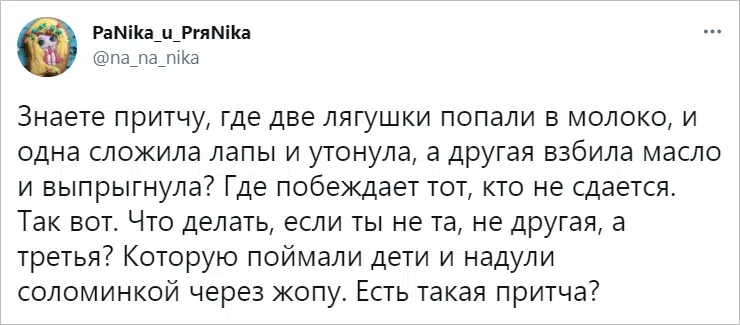 PaNika_u_PгяNika
@na_na_nika
Знаете притчу, где две лягушки попали в молоко, и
одна сложила лапы и утонула, а другая взбила масло
и выпрыгнула? Где побеждает тот, кто не сдается.
Так вот. Что делать, если ты не та, не другая, а
третья? Которую поймали дети и надули
соломинкой через жопу. Есть такая притча?